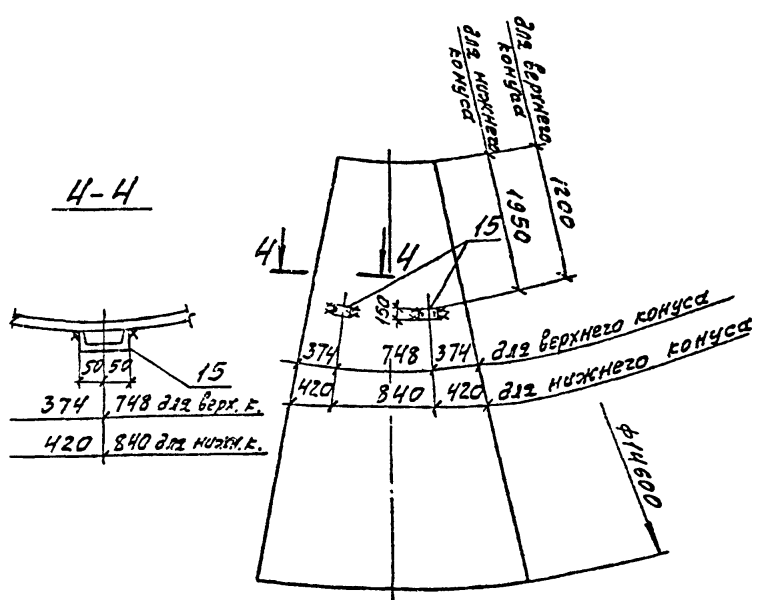 для верхнего
конуса
для нижнего
конуса
4-4
1200
1950
15
4
4
150
374
748
374
для верхнего конуса
420
840
420
для нижнего конуса
50
50
15
374
748 для верх. к.
420
840 для нижн. к.
ф14600